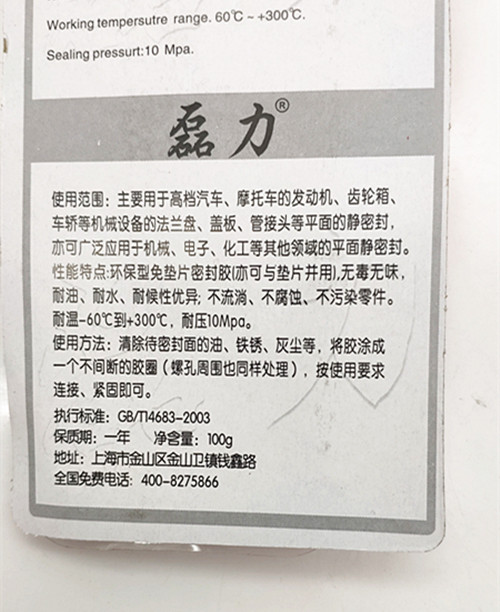 Working tempersutre range. 60℃ ~ +300℃.
Sealing pressurt:10 Mpa.
磊力®
使用范围：主要用于高档汽车、摩托车的发动机、齿轮箱、
车轿等机械设备的法兰盘、盖板、管接头等平面的静密封，
亦可广泛应用于机械、电子、化工等其他领域的平面静密封。
性能特点:环保型免垫片密封胶(亦可与垫片并用),无毒无味，
耐油、耐水、耐候性优异; 不流淌、不腐蚀、不污染零件。
耐温-60℃到+300℃，耐压10Mpa。
使用方法：清除待密封面的油、铁锈、灰尘等，将胶涂成
一个不间断的胶圈（螺孔周围也同样处理），按使用要求
连接、紧固即可。
执行标准：GB/T14683-2003
保质期：一年 净含量：100g
地址：上海市金山区金山卫镇钱鑫路
全国免费电话：400-8275866